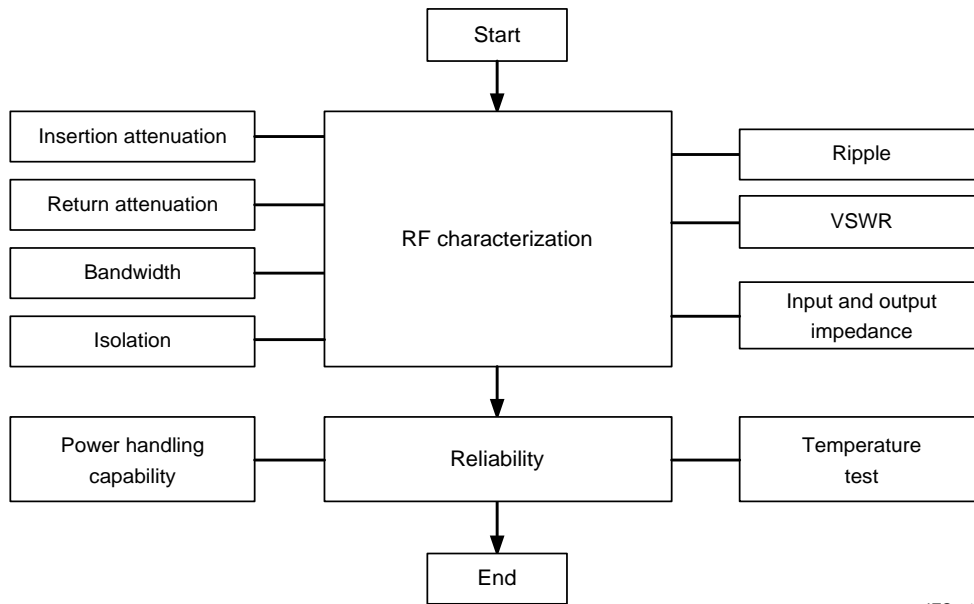 Start
Insertion attenuation
Return attenuation
Bandwidth
Isolation
RF characterization
Ripple
VSWR
Input and output
impedance
Power handling
capability
Reliability
Temperature
test
End